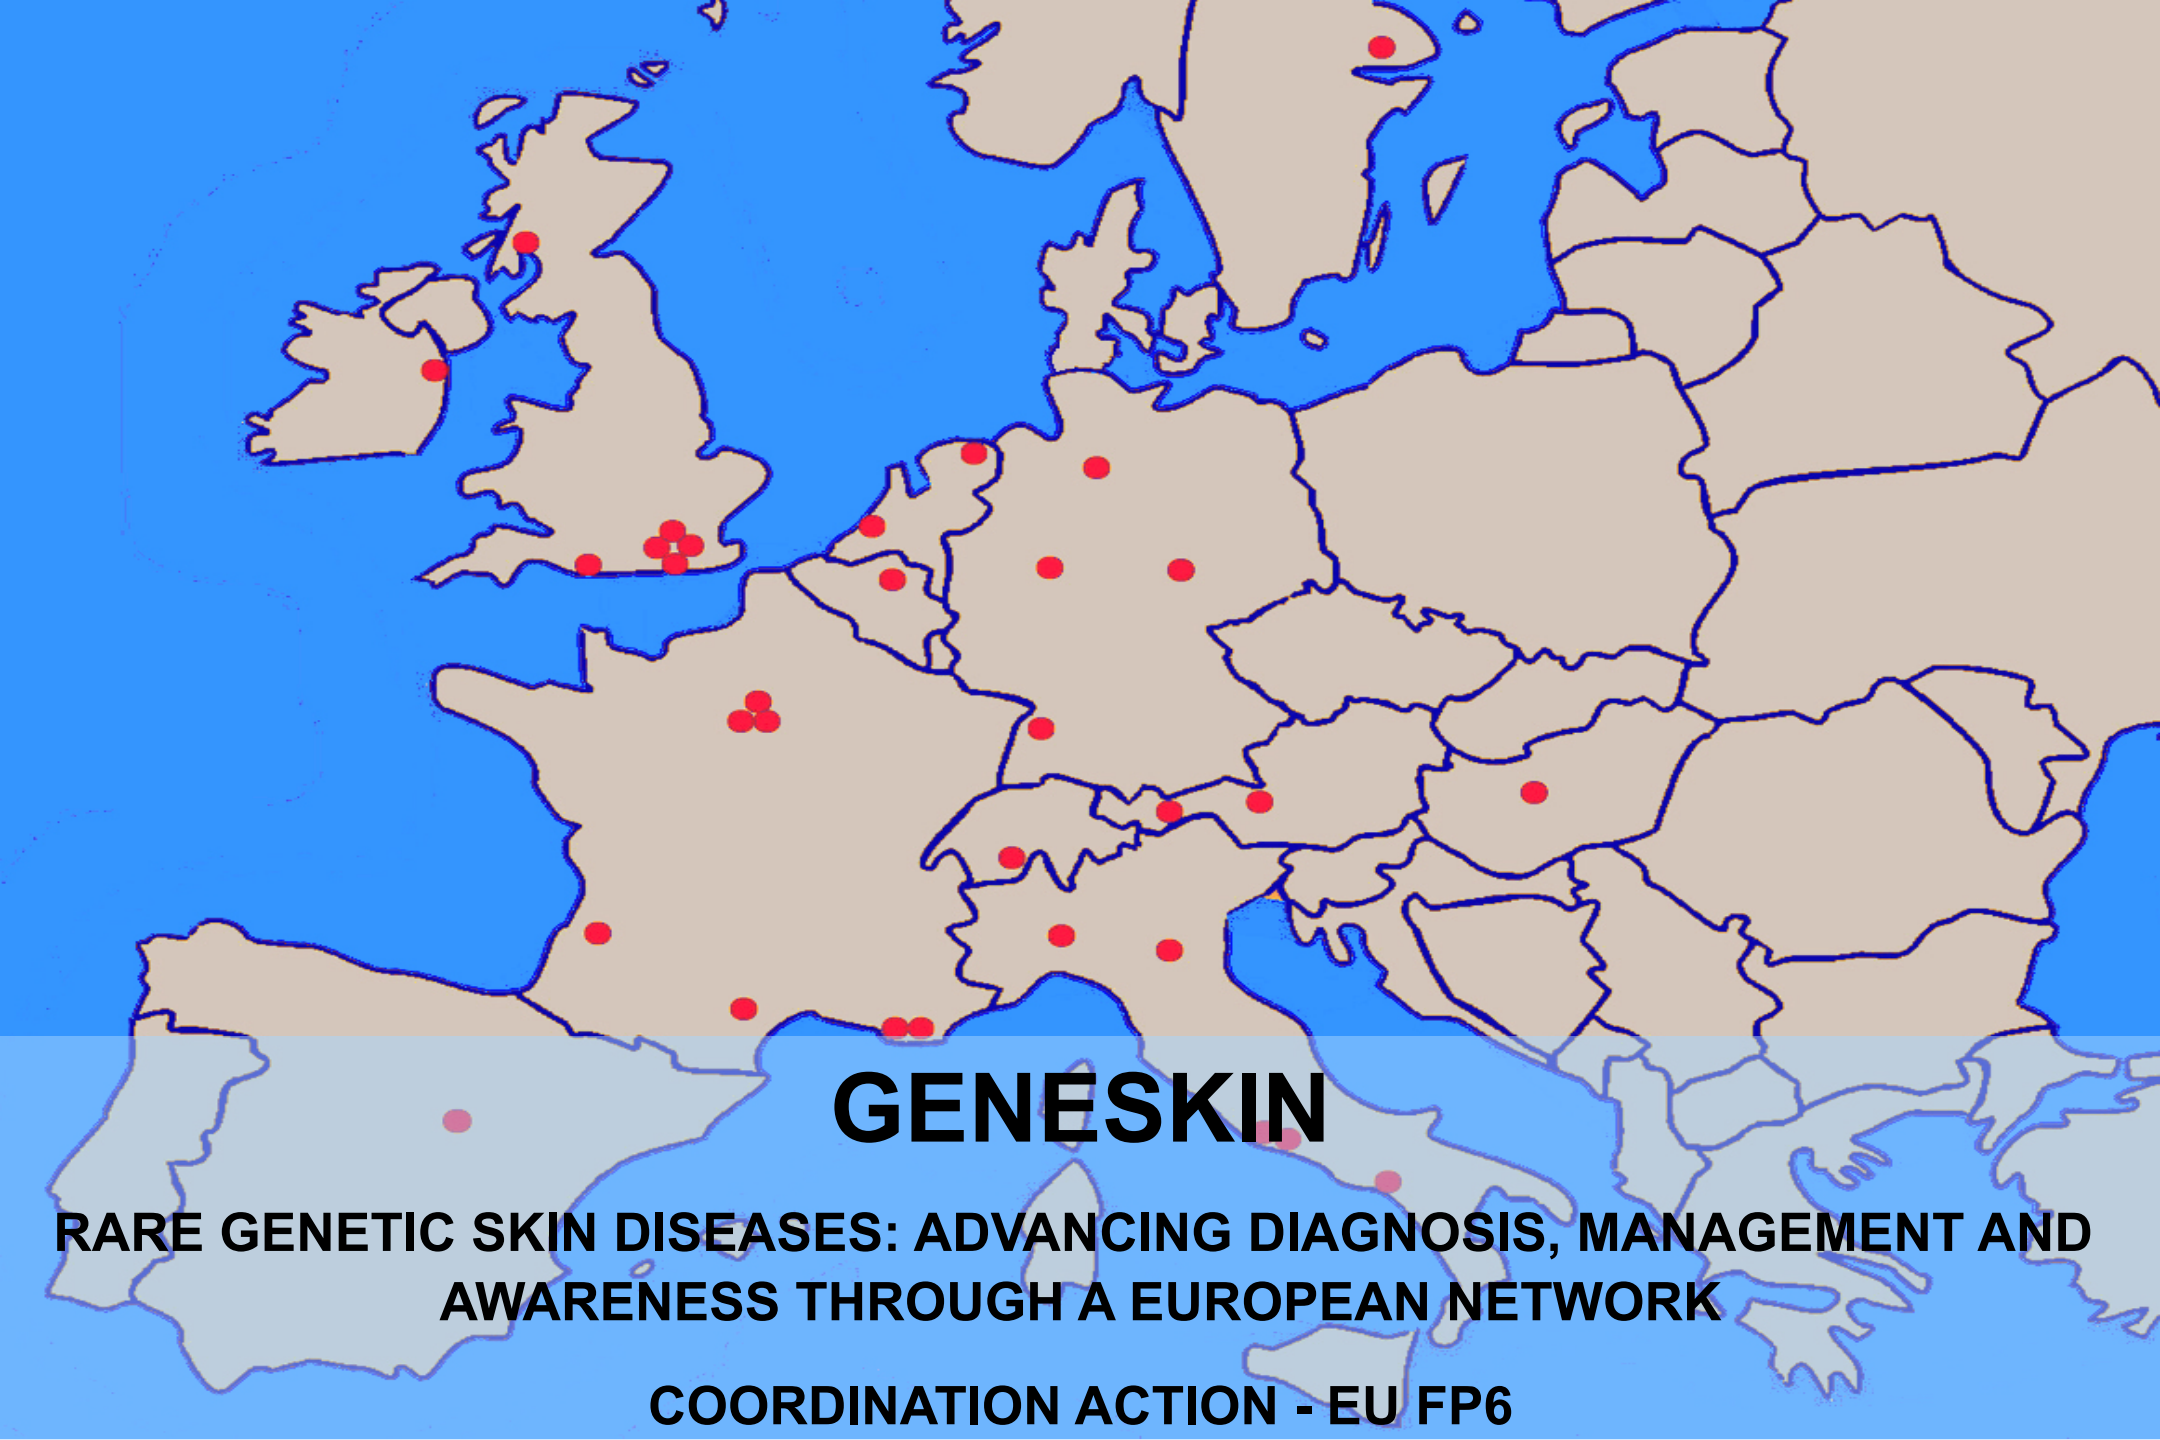 GENESKIN
RARE GENETIC SKIN DISEASES: ADVANCING DIAGNOSIS, MANAGEMENT AND
AWARENESS THROUGH A EUROPEAN NETWORK
COORDINATION ACTION - EU FP6